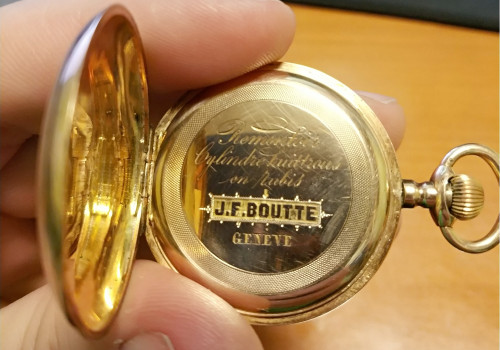 Remontoir
Cylindre huit trous
en rubis
J.F. BOUTTE
GENEVE